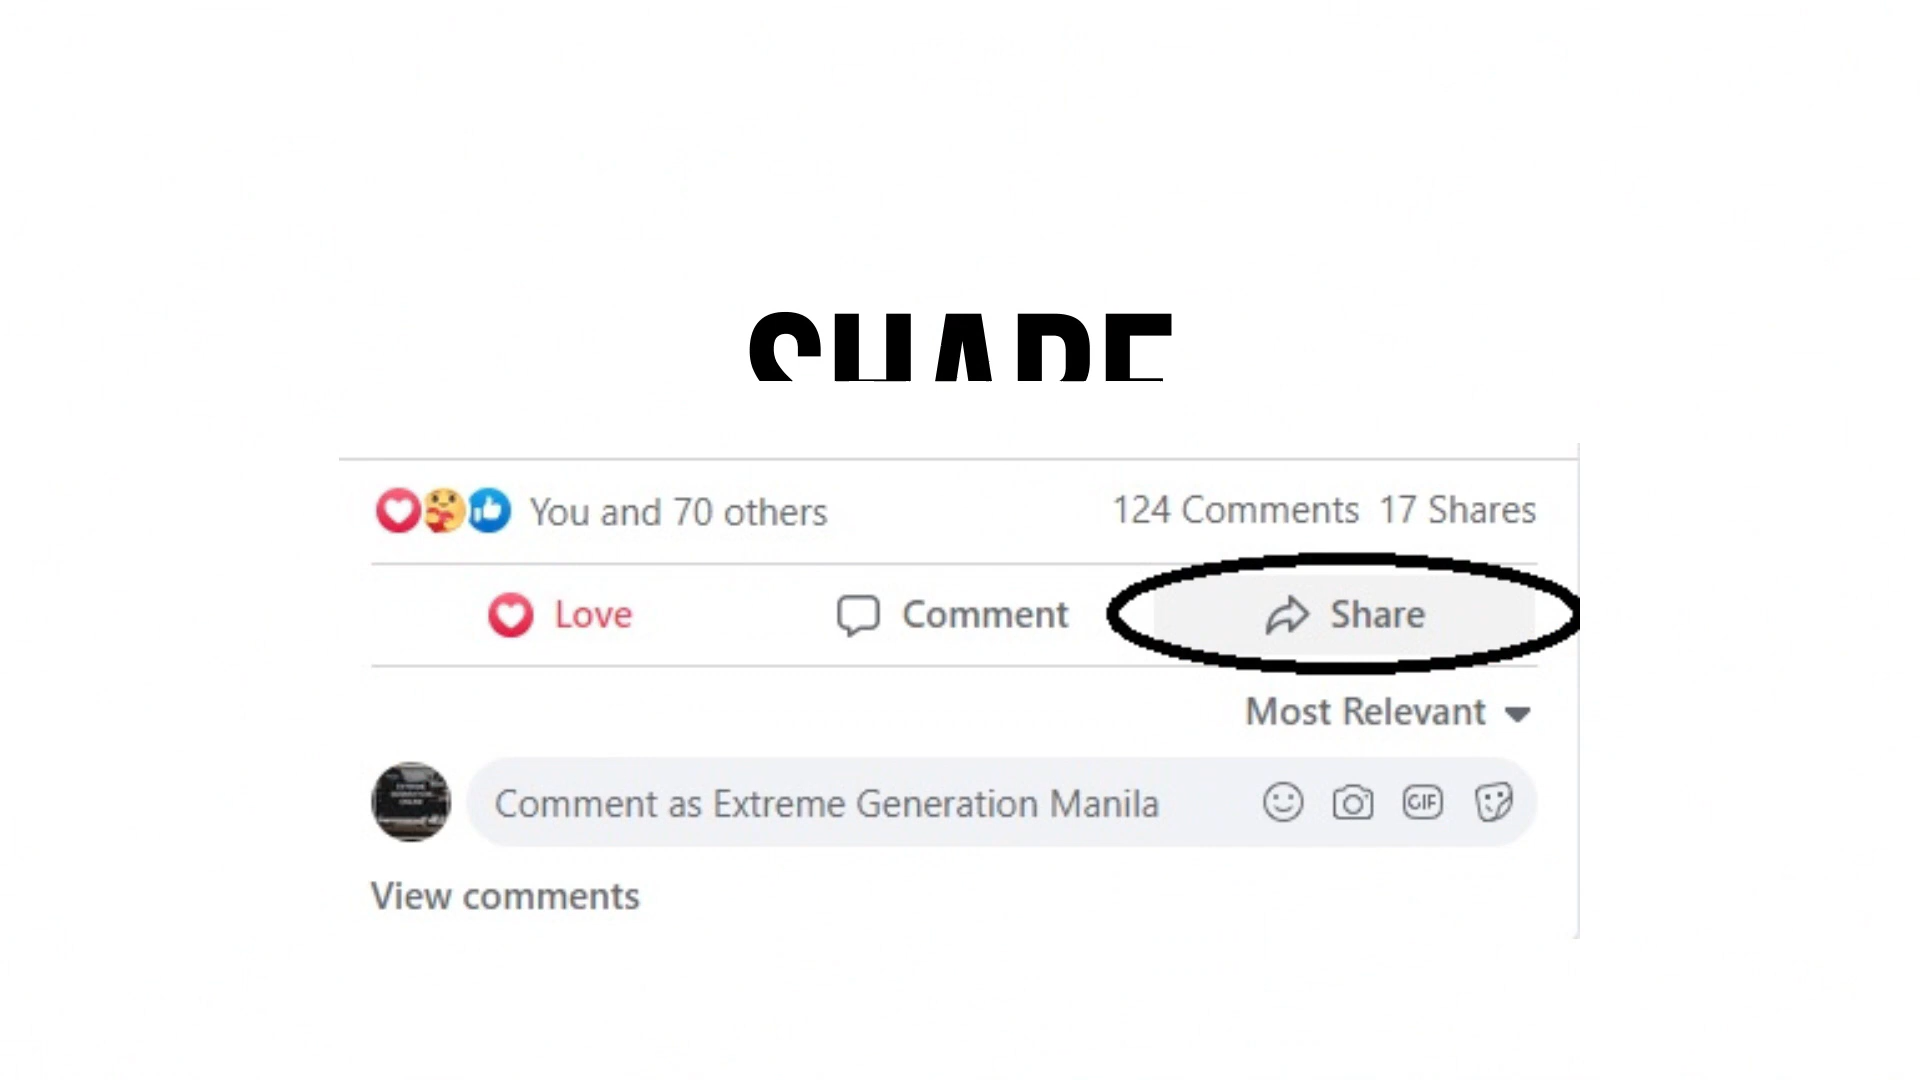 SHARE
You and 70 others 124 Comments 17 Shares
Love Comment Share
Most Relevant
Comment as Extreme Generation Manila GIF
View comments